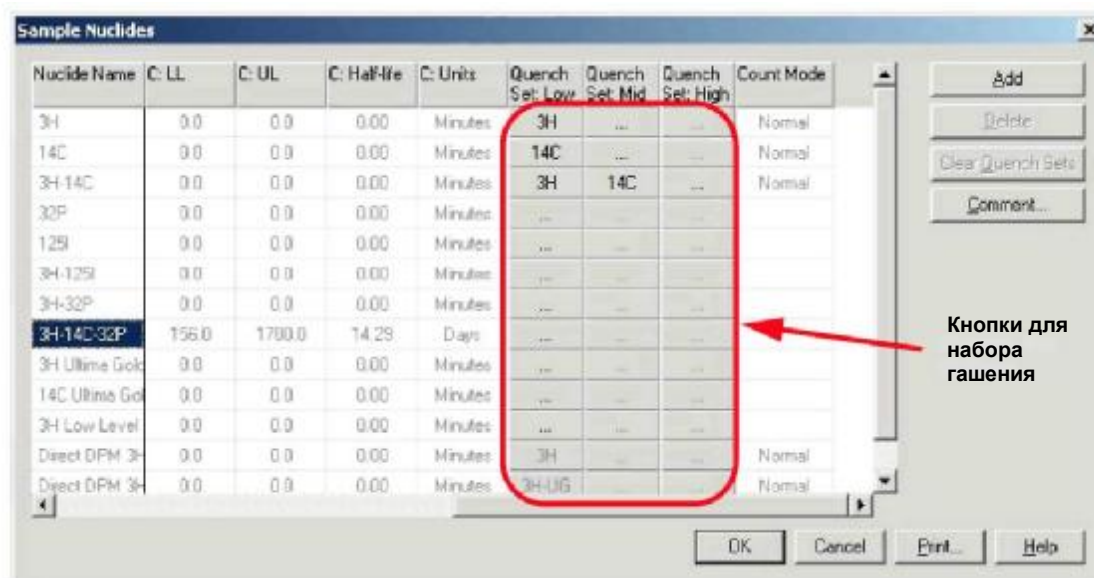 Sample Nuclides
Nuclide Name C: LL C: UL C: Half-life C: Units Quench Set: Low Quench Set: Mid Quench Set: High Count Mode
3H 0.0 0.0 0.00 Minutes 3H ... ... Normal
14C 0.0 0.0 0.00 Minutes 14C ... ... Normal
3H-14C 0.0 0.0 0.00 Minutes 3H 14C ... Normal
32P 0.0 0.0 0.00 Minutes ... ... ...
125I 0.0 0.0 0.00 Minutes ... ... ...
3H-125I 0.0 0.0 0.00 Minutes ... ... ...
3H-32P 0.0 0.0 0.00 Minutes ... ... ...
3H-14C-32P 156.0 1700.0 14.29 Days ... ... ...
3H Ultima Gold 0.0 0.0 0.00 Minutes ... ... ...
14C Ultima Gol 0.0 0.0 0.00 Minutes ... ... ...
3H Low Level 0.0 0.0 0.00 Minutes ... ... ...
Direct DPM 3H 0.0 0.0 0.00 Minutes 3H ... ... Normal
Direct DPM 3H 0.0 0.0 0.00 Minutes 3H-UG ... ... Normal
Add
Delete
Clear Quench Sets
Comment...
Кнопки для
набора
гашения
OK Cancel Print... Help